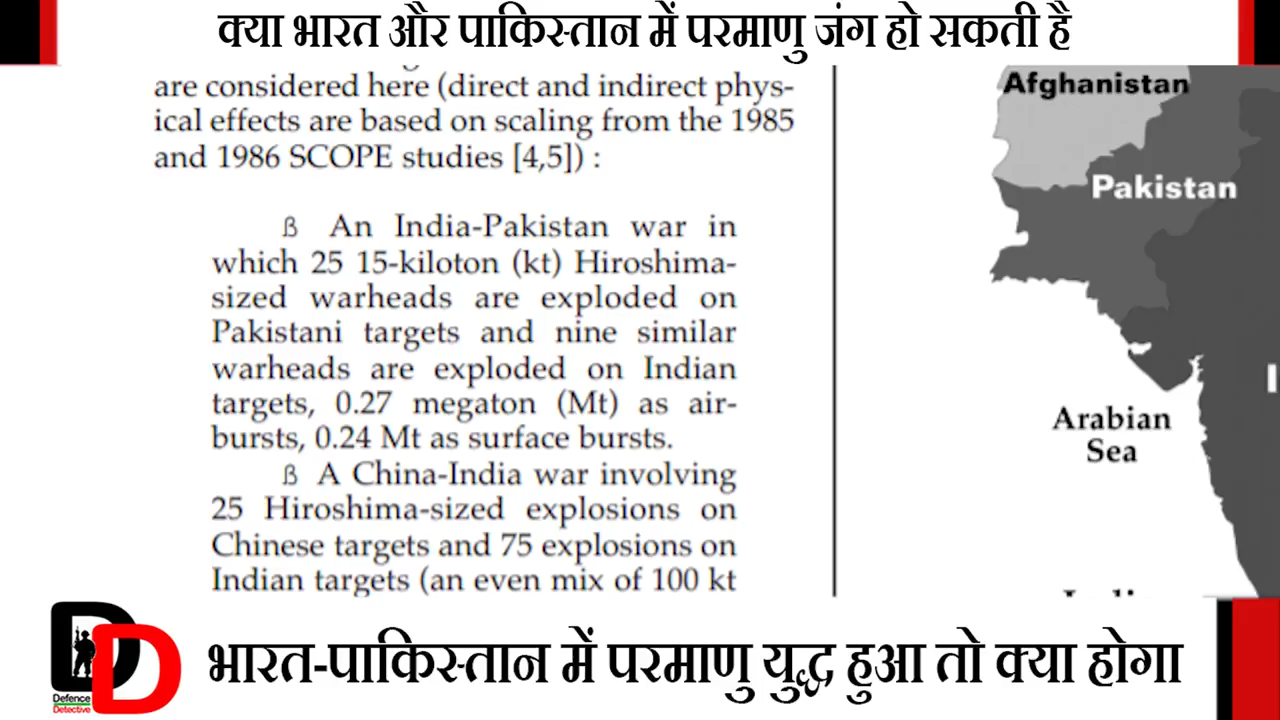 क्या भारत और पाकिस्तान में परमाणु जंग हो सकती है
are considered here (direct and indirect phys-
ical effects are based on scaling from the 1985
and 1986 SCOPE studies [4,5]) :
ß An India-Pakistan war in
which 25 15-kiloton (kt) Hiroshima-
sized warheads are exploded on
Pakistani targets and nine similar
warheads are exploded on Indian
targets, 0.27 megaton (Mt) as air-
bursts, 0.24 Mt as surface bursts.
ß A China-India war involving
25 Hiroshima-sized explosions on
Chinese targets and 75 explosions on
Indian targets (an even mix of 100 kt
Afghanistan
Pakistan
Arabian
Sea
DD
Defence
Detective
भारत-पाकिस्तान में परमाणु युद्ध हुआ तो क्या होगा